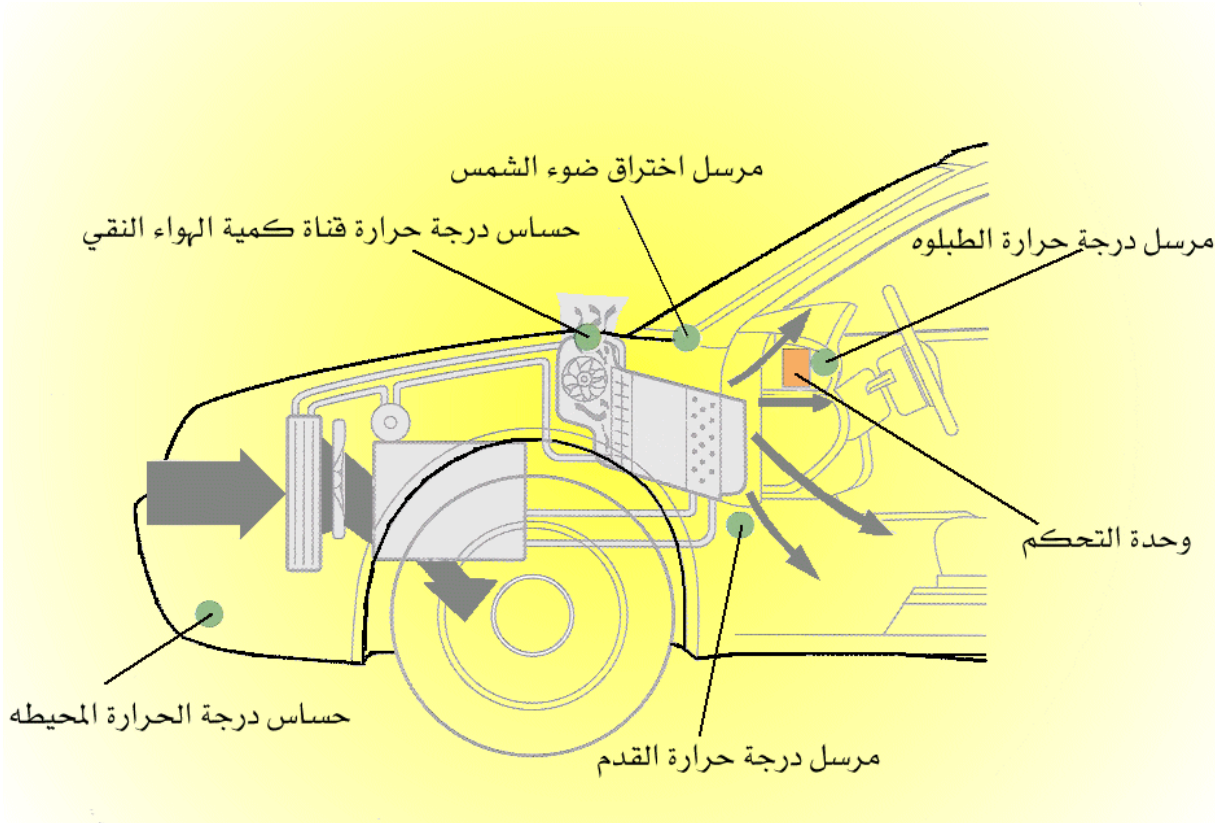 مرسل اختراق ضوء الشمس
حساس درجة حرارة قناة كمية الهواء النقي
مرسل درجة حرارة الطبلوه
وحدة التحكم
حساس درجة الحرارة المحيطه
مرسل درجة حرارة القدم